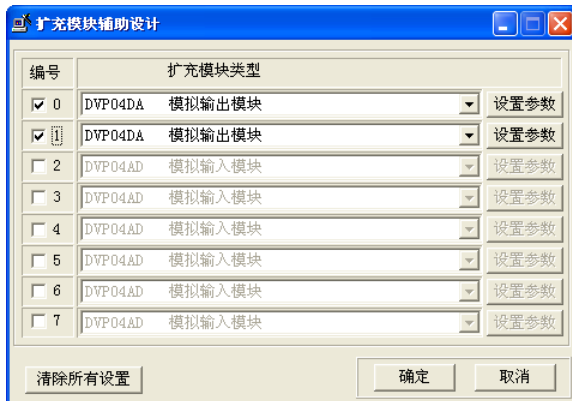 扩充模块辅助设计
编号 扩充模块类型
0 DVP04DA 模拟输出模块 设置参数
1 DVP04DA 模拟输出模块 设置参数
2 DVP04AD 模拟输入模块 设置参数
3 DVP04AD 模拟输入模块 设置参数
4 DVP04AD 模拟输入模块 设置参数
5 DVP04AD 模拟输入模块 设置参数
6 DVP04AD 模拟输入模块 设置参数
7 DVP04AD 模拟输入模块 设置参数
清除所有设置 确定 取消